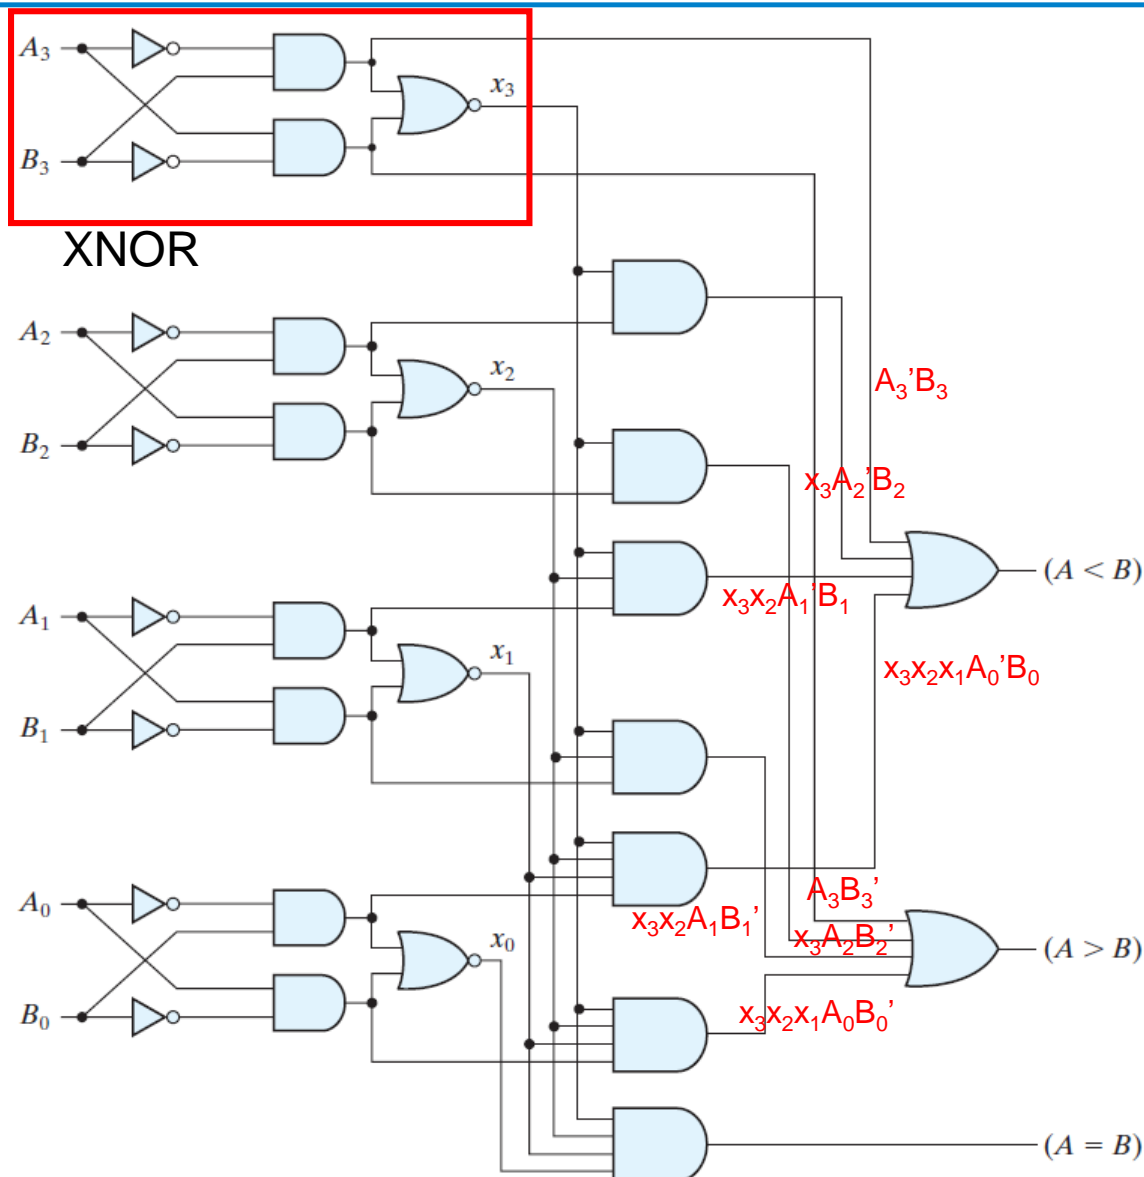 A₃
x₃
B₃
XNOR
A₂
x₂
A₃’B₃
B₂
x₃A₂’B₂
(A < B)
x₃x₂A₁’B₁
A₁
x₁
x₃x₂x₁A₀’B₀
B₁
A₃B₃’
A₀
x₃x₂A₁B₁’
x₀
x₃A₂B₂’
(A > B)
B₀
x₃x₂x₁A₀B₀’
(A = B)